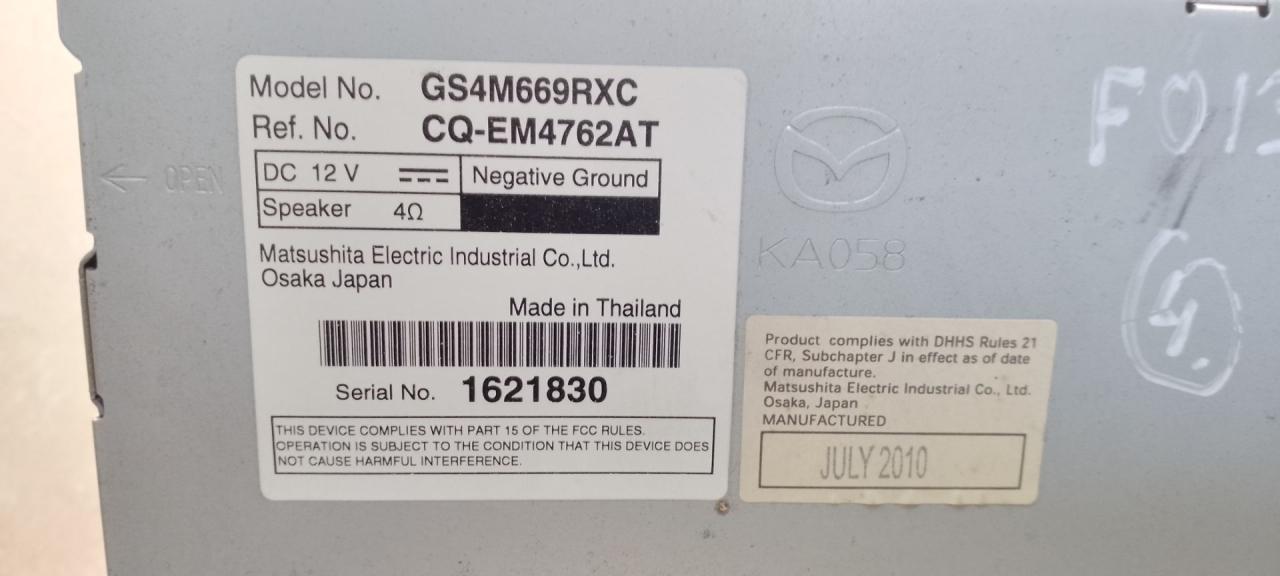 Model No. GS4M669RXC
Ref. No. CQ-EM4762AT
DC 12 V Negative Ground
Speaker 4Ω
Matsushita Electric Industrial Co.,Ltd.
Osaka Japan
Made in Thailand
Serial No. 1621830
THIS DEVICE COMPLIES WITH PART 15 OF THE FCC RULES.
OPERATION IS SUBJECT TO THE CONDITION THAT THIS DEVICE DOES
NOT CAUSE HARMFUL INTERFERENCE.
← OPEN
KA058
Product complies with DHHS Rules 21
CFR, Subchapter J in effect as of date
of manufacture.
Matsushita Electric Industrial Co., Ltd.
Osaka, Japan
MANUFACTURED
JULY 2010